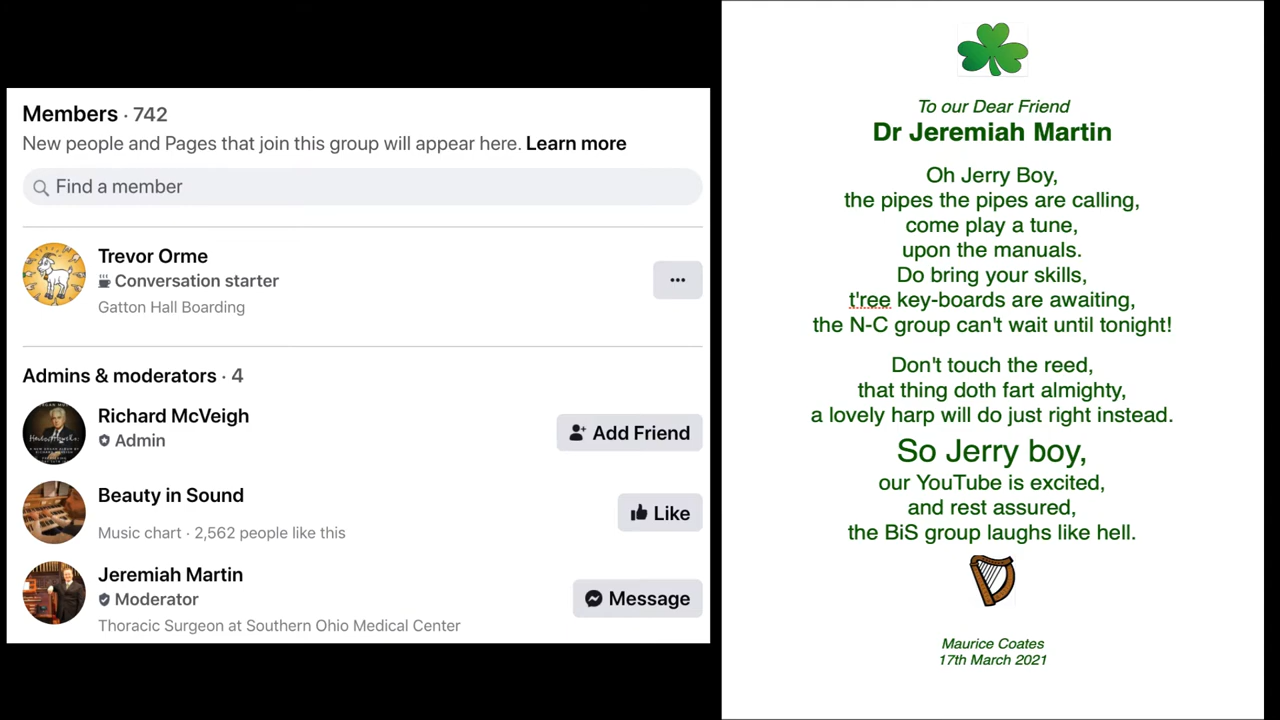 Members · 742
New people and Pages that join this group will appear here. Learn more
Find a member
Trevor Orme
Conversation starter
Gatton Hall Boarding
...
Admins & moderators · 4
Richard McVeigh
Admin
Add Friend
Beauty in Sound
Music chart · 2,562 people like this
Like
Jeremiah Martin
Moderator
Thoracic Surgeon at Southern Ohio Medical Center
Message
To our Dear Friend
Dr Jeremiah Martin
Oh Jerry Boy,
the pipes the pipes are calling,
come play a tune,
upon the manuals.
Do bring your skills,
t'ree key-boards are awaiting,
the N-C group can't wait until tonight!
Don't touch the reed,
that thing doth fart almighty,
a lovely harp will do just right instead.
So Jerry boy,
our YouTube is excited,
and rest assured,
the BiS group laughs like hell.
Maurice Coates
17th March 2021